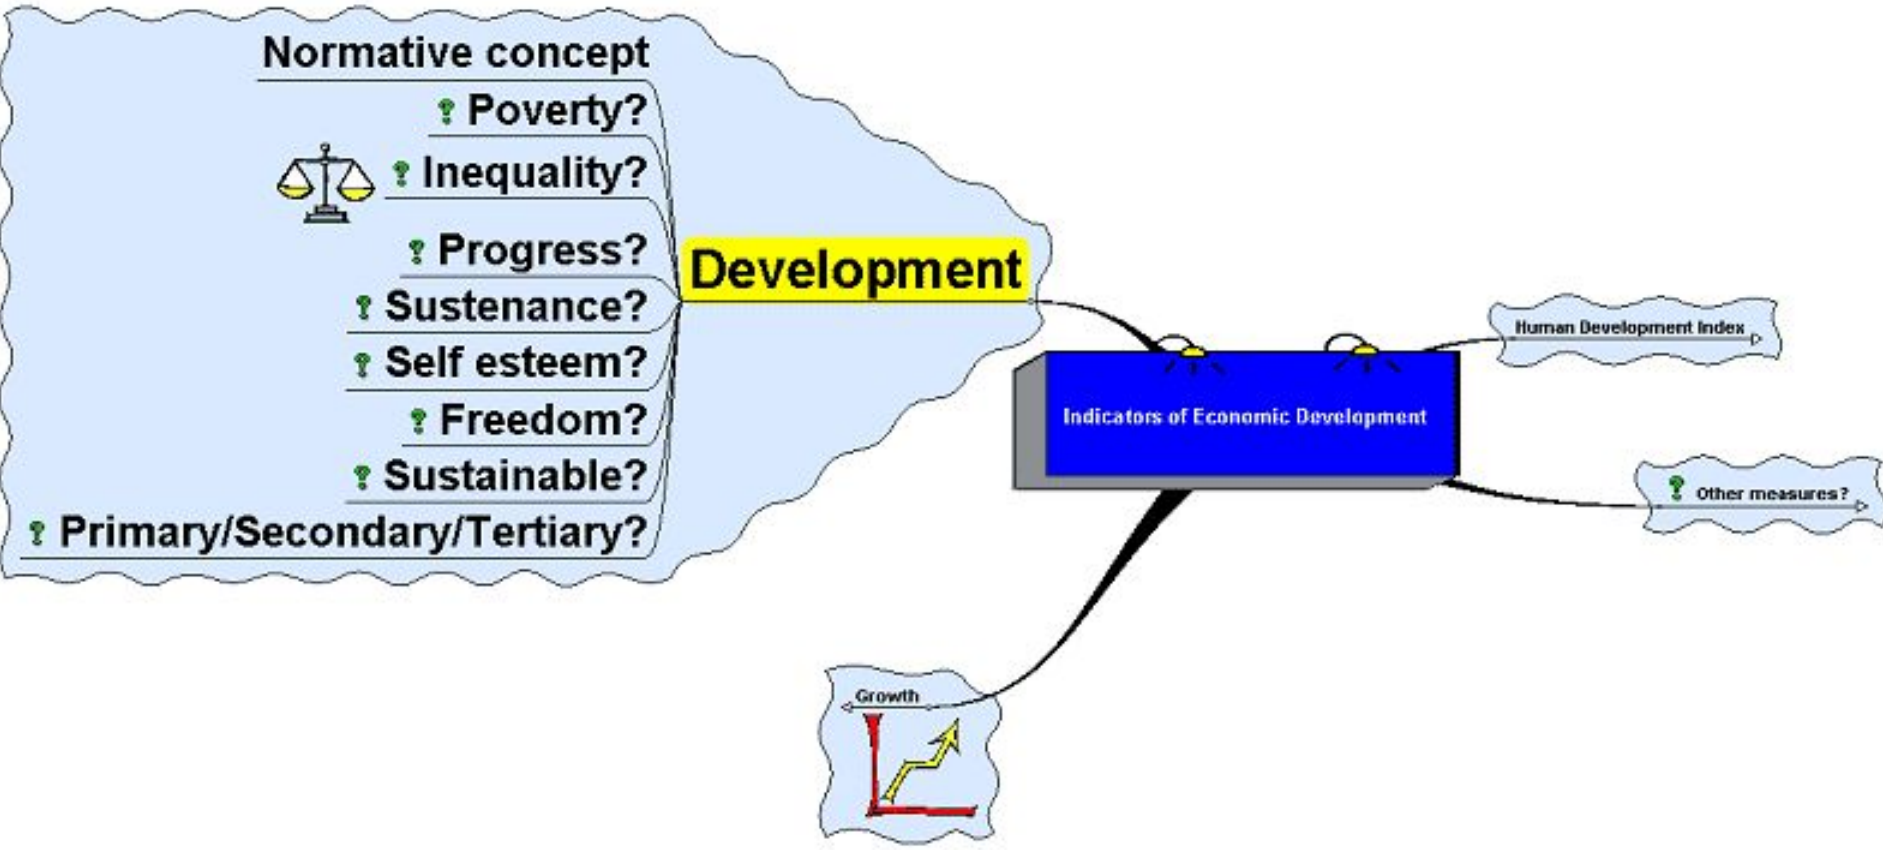 Normative concept
Poverty?
Inequality?
Progress?
Sustenance?
Self esteem?
Freedom?
Sustainable?
Primary/Secondary/Tertiary?
Development
Human Development Index
Indicators of Economic Development
Other measures?
Growth